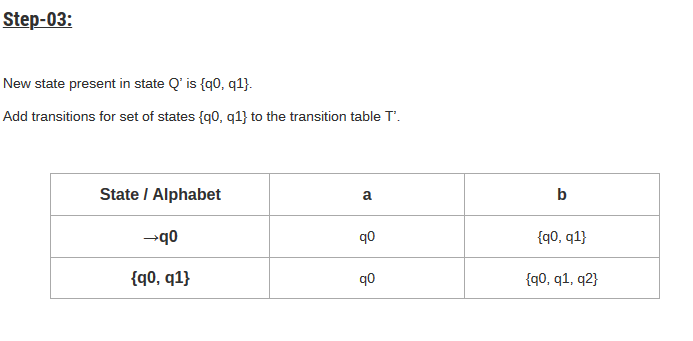 Step-03:
New state present in state Q’ is {q0, q1}.
Add transitions for set of states {q0, q1} to the transition table T’.
State / Alphabet a b
→q0 q0 {q0, q1}
{q0, q1} q0 {q0, q1, q2}